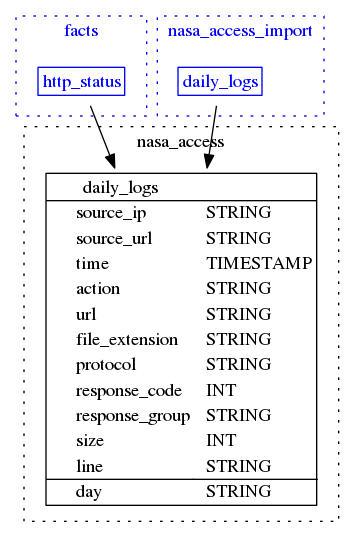 facts nasa_access_import
http_status daily_logs
nasa_access
daily_logs
source_ip STRING
source_url STRING
time TIMESTAMP
action STRING
url STRING
file_extension STRING
protocol STRING
response_code INT
response_group STRING
size INT
line STRING
day STRING